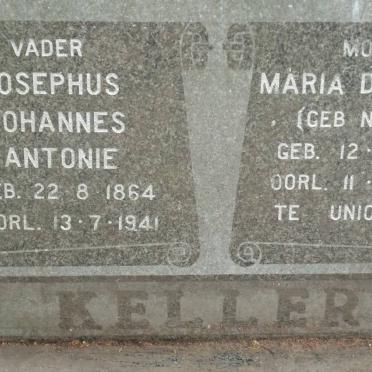 VADER
OSEPHUS
OHANNES
ANTONIE
EB. 22·8·1864
ORL. 13·7·1941
MO
MARIA D
(GEB N
GEB. 12·
OORL. 11·
TE UNIO
KELLER